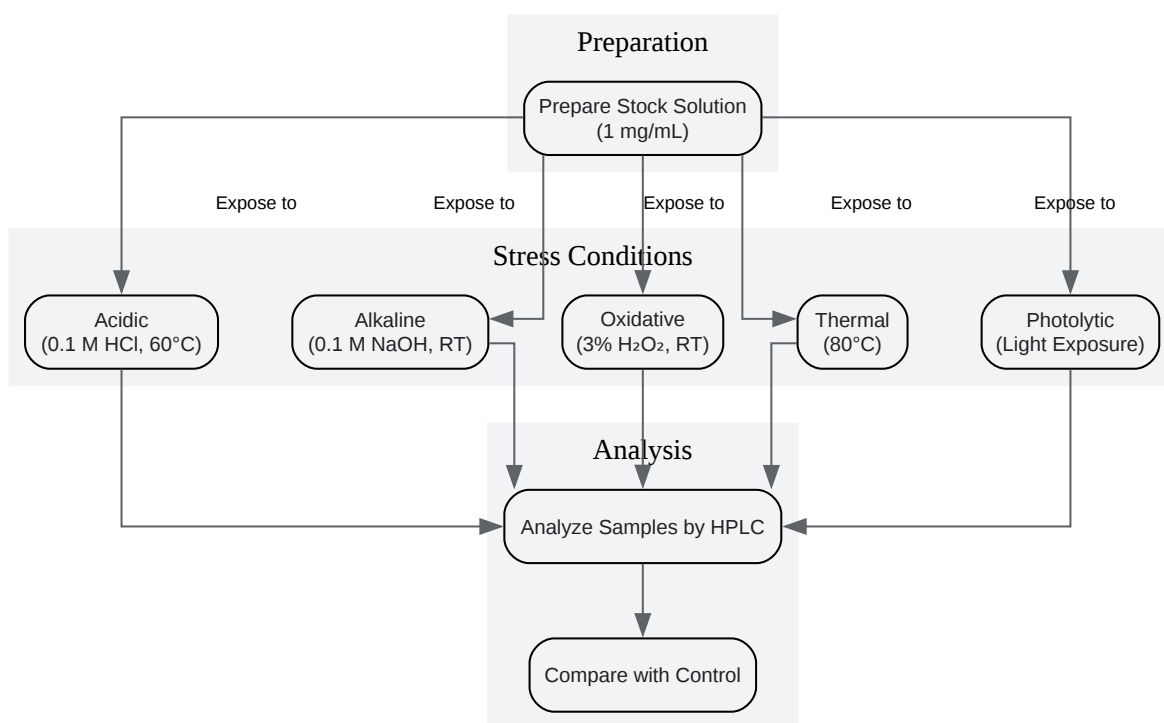 Preparation
Prepare Stock Solution
(1 mg/mL)
Expose to
Expose to
Expose to
Expose to
Expose to
Stress Conditions
Acidic
(0.1 M HCl, 60°C)
Alkaline
(0.1 M NaOH, RT)
Oxidative
(3% H₂O₂, RT)
Thermal
(80°C)
Photolytic
(Light Exposure)
Analysis
Analyze Samples by HPLC
Compare with Control